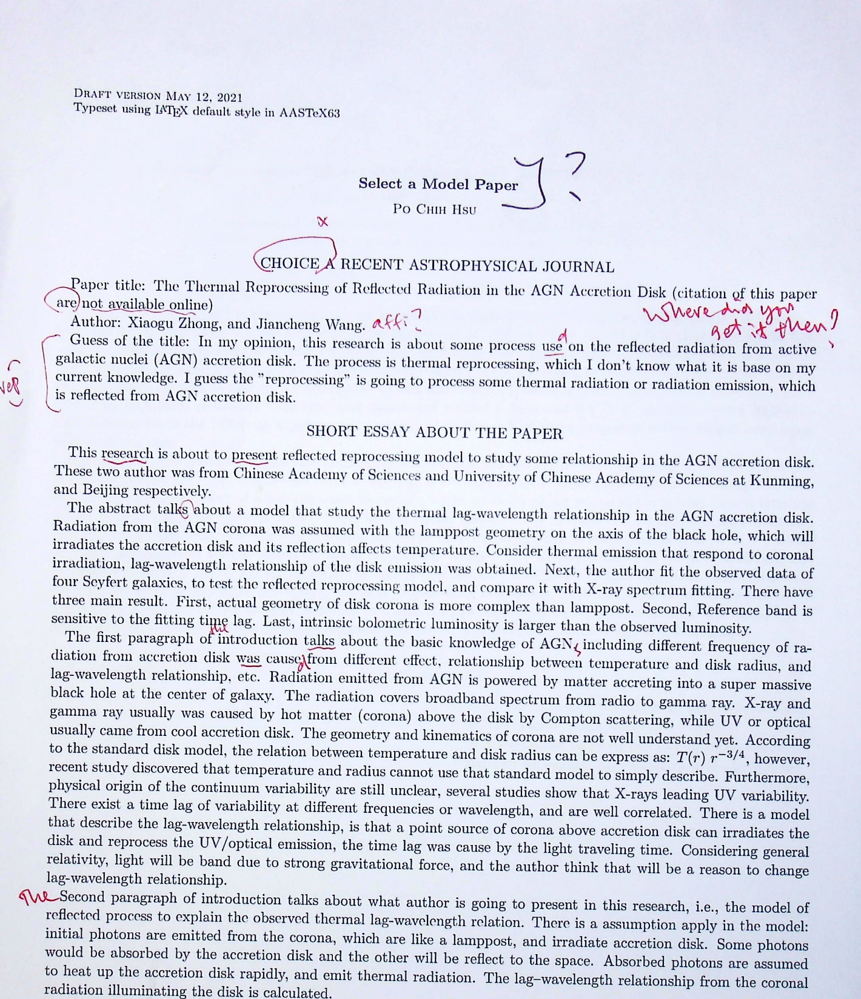 DRAFT VERSION MAY 12, 2021
Typeset using LATEX default style in AASTeX63
Select a Model Paper
?
PO CHIH HSU
x
CHOICE A RECENT ASTROPHYSICAL JOURNAL
Paper title: The Thermal Reprocessing of Reflected Radiation in the AGN Accretion Disk (citation of this paper
are not available online)
Where did you
get it then?
Author: Xiaogu Zhong, and Jiancheng Wang. affi?
d
Guess of the title: In my opinion, this research is about some process use on the reflected radiation from active
galactic nuclei (AGN) accretion disk. The process is thermal reprocessing, which I don't know what it is base on my
current knowledge. I guess the "reprocessing" is going to process some thermal radiation or radiation emission, which
is reflected from AGN accretion disk.
SHORT ESSAY ABOUT THE PAPER
This research is about to present reflected reprocessing model to study some relationship in the AGN accretion disk.
These two author was from Chinese Academy of Sciences and University of Chinese Academy of Sciences at Kunming,
and Beijing respectively.
The abstract talks about a model that study the thermal lag-wavelength relationship in the AGN accretion disk.
Radiation from the AGN corona was assumed with the lamppost geometry on the axis of the black hole, which will
irradiates the accretion disk and its reflection affects temperature. Consider thermal emission that respond to coronal
irradiation, lag-wavelength relationship of the disk emission was obtained. Next, the author fit the observed data of
four Seyfert galaxies, to test the reflected reprocessing model, and compare it with X-ray spectrum fitting. There have
three main result. First, actual geometry of disk corona is more complex than lamppost. Second, Reference band is
sensitive to the fitting time lag. Last, intrinsic bolometric luminosity is larger than the observed luminosity.
the
The first paragraph of introduction talks about the basic knowledge of AGN, including different frequency of ra-
diation from accretion disk was cause from different effect, relationship between temperature and disk radius, and
d
lag-wavelength relationship, etc. Radiation emitted from AGN is powered by matter accreting into a super massive
black hole at the center of galaxy. The radiation covers broadband spectrum from radio to gamma ray. X-ray and
gamma ray usually was caused by hot matter (corona) above the disk by Compton scattering, while UV or optical
usually came from cool accretion disk. The geometry and kinematics of corona are not well understand yet. According
to the standard disk model, the relation between temperature and disk radius can be express as: T(r) r−3/4, however,
recent study discovered that temperature and radius cannot use that standard model to simply describe. Furthermore,
physical origin of the continuum variability are still unclear, several studies show that X-rays leading UV variability.
There exist a time lag of variability at different frequencies or wavelength, and are well correlated. There is a model
that describe the lag-wavelength relationship, is that a point source of corona above accretion disk can irradiates the
disk and reprocess the UV/optical emission, the time lag was cause by the light traveling time. Considering general
relativity, light will be band due to strong gravitational force, and the author think that will be a reason to change
lag-wavelength relationship.
The Second paragraph of introduction talks about what author is going to present in this research, i.e., the model of
reflected process to explain the observed thermal lag-wavelength relation. There is a assumption apply in the model:
initial photons are emitted from the corona, which are like a lamppost, and irradiate accretion disk. Some photons
would be absorbed by the accretion disk and the other will be reflect to the space. Absorbed photons are assumed
to heat up the accretion disk rapidly, and emit thermal radiation. The lag–wavelength relationship from the coronal
radiation illuminating the disk is calculated.